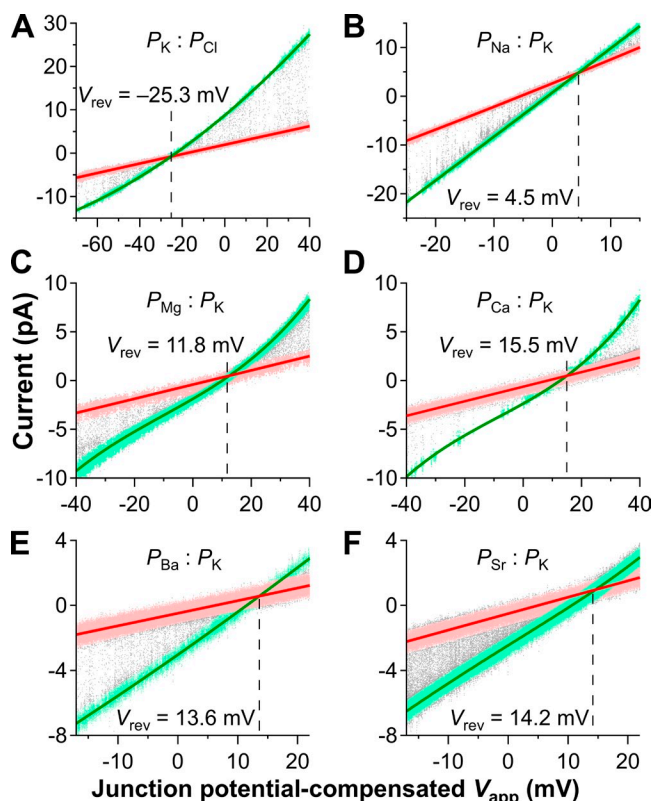 A
P_K : P_Cl
V_rev = –25.3 mV
30
20
10
0
-10
-60 -40 -20 0 20 40
B
P_Na : P_K
V_rev = 4.5 mV
10
0
-10
-20
-20 -10 0 10
C
P_Mg : P_K
V_rev = 11.8 mV
10
5
0
-5
-10
-40 -20 0 20 40
D
P_Ca : P_K
V_rev = 15.5 mV
10
5
0
-5
-10
-40 -20 0 20 40
E
P_Ba : P_K
V_rev = 13.6 mV
4
0
-4
-8
-10 0 10 20
F
P_Sr : P_K
V_rev = 14.2 mV
4
0
-4
-8
-10 0 10 20
Current (pA)
Junction potential-compensated V_app (mV)